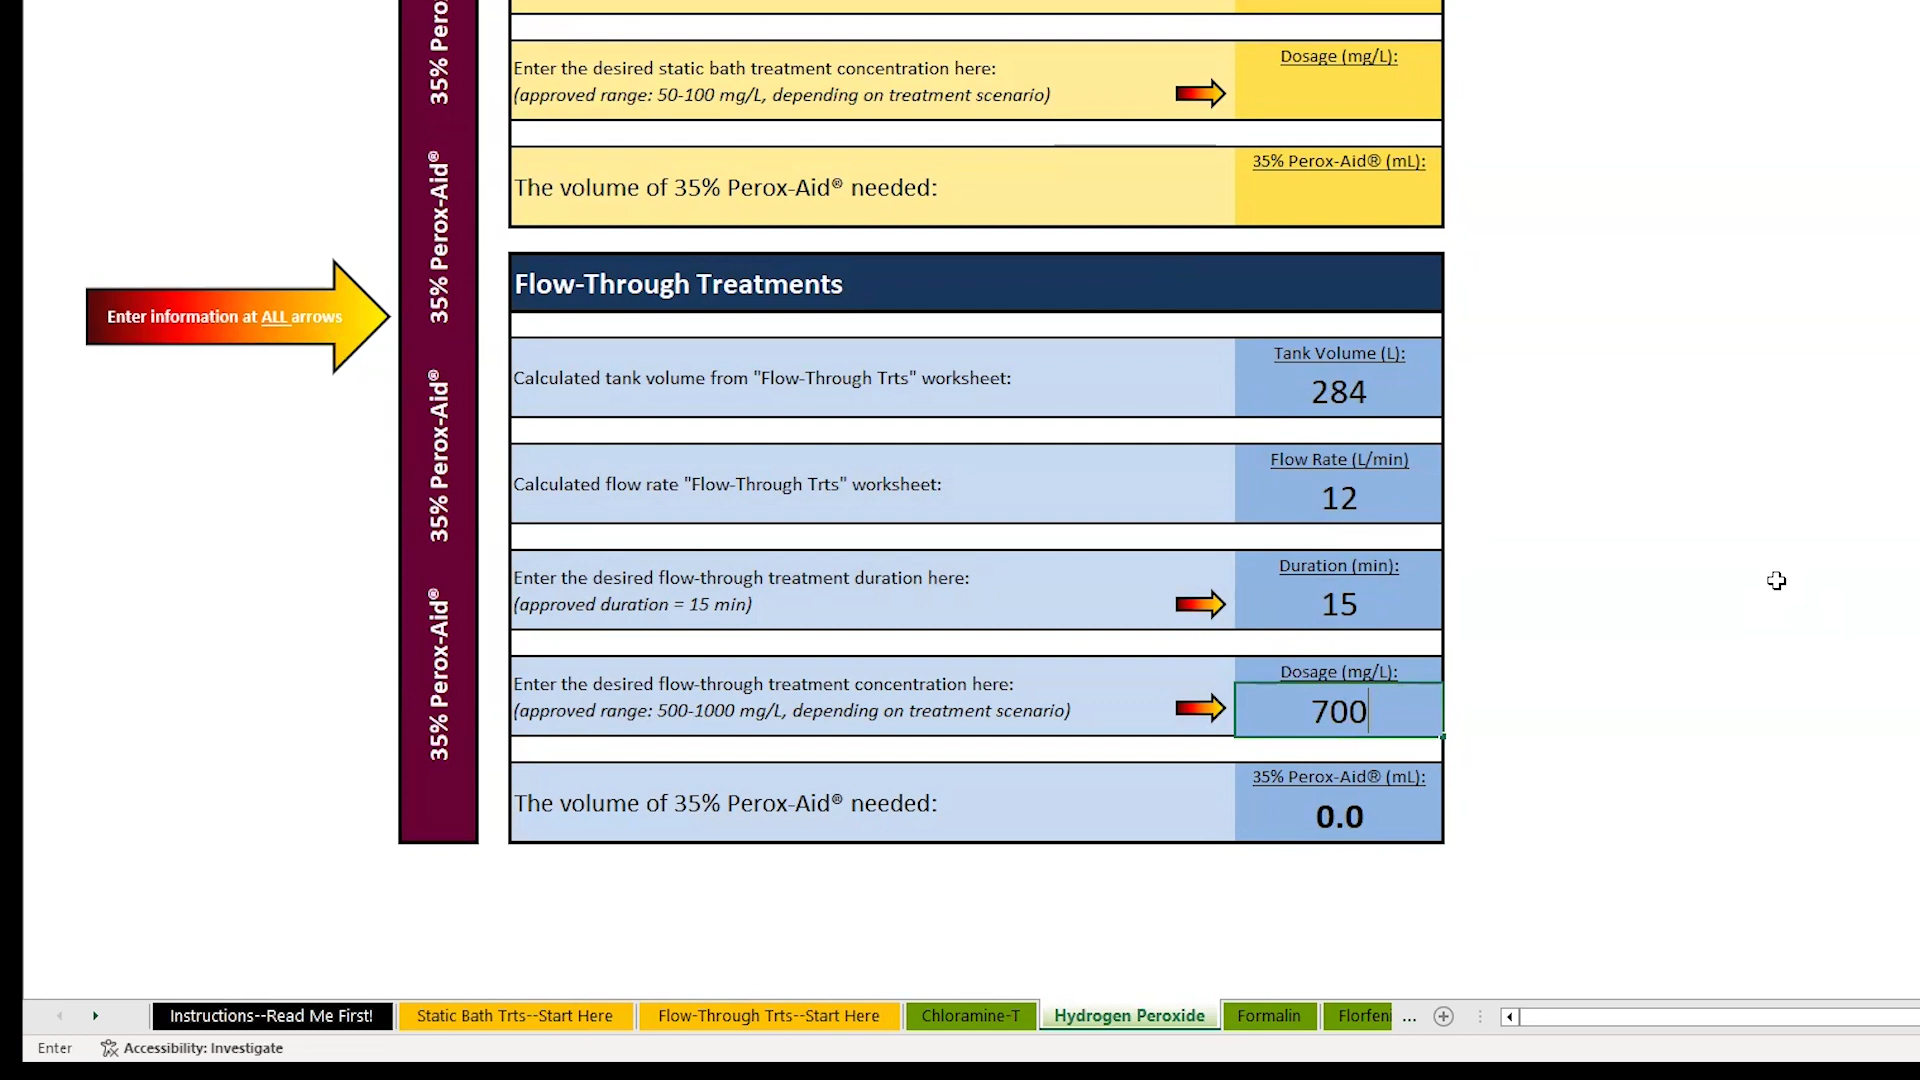 35% Perox-Aid®
Enter the desired static bath treatment concentration here:
(approved range: 50-100 mg/L, depending on treatment scenario)
Dosage (mg/L):
The volume of 35% Perox-Aid® needed:
35% Perox-Aid® (mL):
Enter information at ALL arrows
35% Perox-Aid®
35% Perox-Aid®
35% Pero
Flow-Through Treatments
Calculated tank volume from "Flow-Through Trts" worksheet:
Tank Volume (L):
284
Calculated flow rate "Flow-Through Trts" worksheet:
Flow Rate (L/min)
12
Enter the desired flow-through treatment duration here:
(approved duration = 15 min)
Duration (min):
15
Enter the desired flow-through treatment concentration here:
(approved range: 500-1000 mg/L, depending on treatment scenario)
Dosage (mg/L):
700
The volume of 35% Perox-Aid® needed:
35% Perox-Aid® (mL):
0.0
Instructions--Read Me First!
Static Bath Trts--Start Here
Flow-Through Trts--Start Here
Chloramine-T
Hydrogen Peroxide
Formalin
Florfeni
...
Enter
Accessibility: Investigate